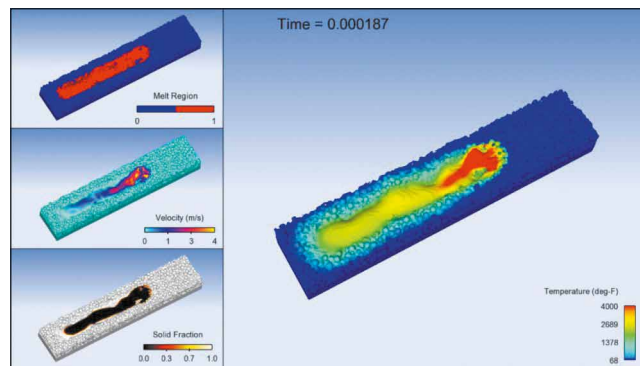 Time = 0.000187
Melt Region
0 1
Velocity (m/s)
0 1 3 4
Solid Fraction
0.0 0.3 0.7 1.0
Temperature (deg-F)
4000
2689
1378
68